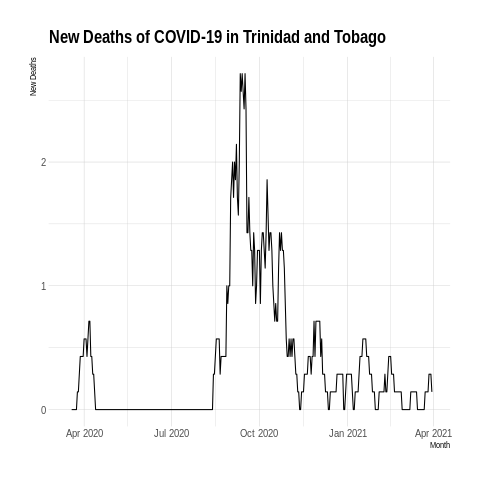 New Deaths of COVID-19 in Trinidad and Tobago
New Deaths
2
1
0
Apr 2020 Jul 2020 Oct 2020 Jan 2021 Apr 2021
Month